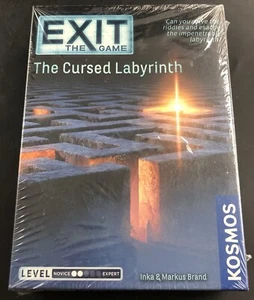 EXIT
THE GAME
Can you solve the
riddles and escape
the impenetrable
labyrinth?
The Cursed Labyrinth
KOSMOS
LEVEL NOVICE EXPERT
Inka & Markus Brand